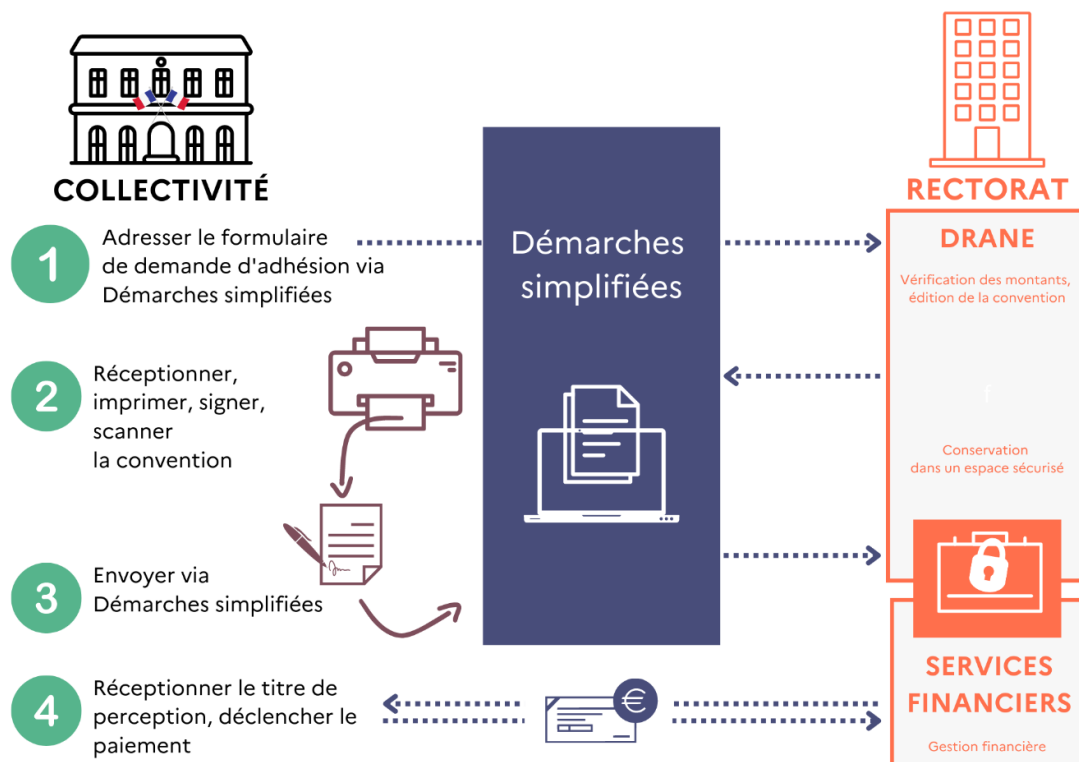 COLLECTIVITÉ
1
Adresser le formulaire
de demande d'adhésion via
Démarches simplifiées
2
Réceptionner,
imprimer, signer,
scanner
la convention
3
Envoyer via
Démarches simplifiées
4
Réceptionner le titre de
perception, déclencher le
paiement
Démarches
simplifiées
€
RECTORAT
DRANE
Vérification des montants,
édition de la convention
f
Conservation
dans un espace sécurisé
SERVICES
FINANCIERS
Gestion financière